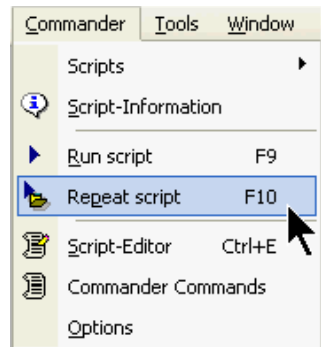 Commander Tools Window
Scripts
Script-Information
Run script F9
Repeat script F10
Script-Editor Ctrl+E
Commander Commands
Options